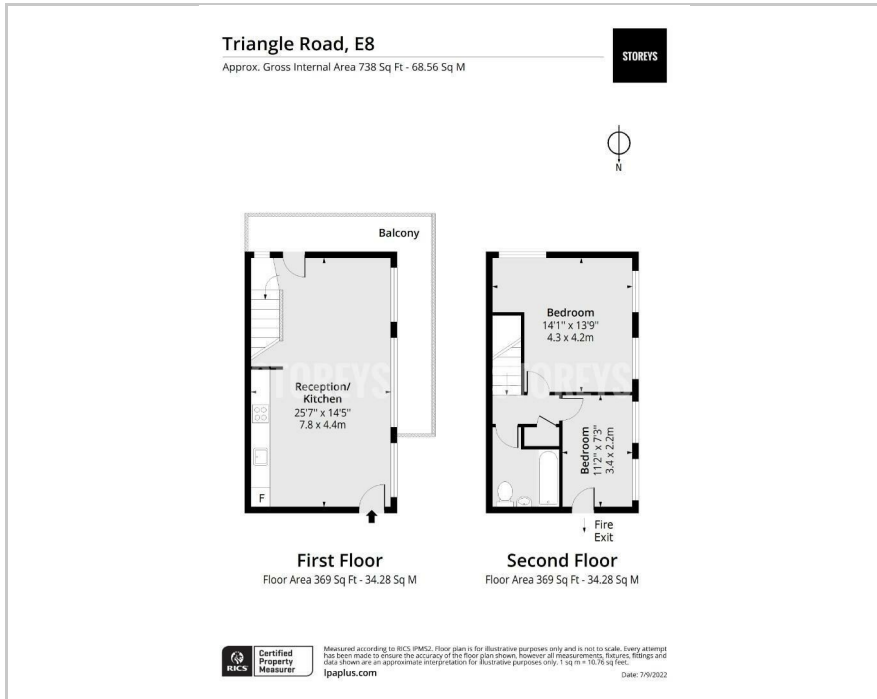 Triangle Road, E8
Approx. Gross Internal Area 738 Sq Ft - 68.56 Sq M
STOREYS
N
Balcony
Bedroom
14'1" x 13'9"
4.3 x 4.2m
STOREYS
STOREYS
Reception/
Kitchen
25'7" x 14'5"
7.8 x 4.4m
Bedroom
11'2" x 7'3"
3.4 x 2.2m
F
Fire
Exit
First Floor
Floor Area 369 Sq Ft - 34.28 Sq M
Second Floor
Floor Area 369 Sq Ft - 34.28 Sq M
RICS
Certified
Property
Measurer
Measured according to RICS IPMS2. Floor plan is for illustrative purposes only and is not to scale. Every attempt
has been made to ensure the accuracy of the floor plan shown, however all measurements, fixtures, fittings and
data shown are an approximate interpretation for illustrative purposes only. 1 sq m = 10.76 sq feet.
lpaplus.com
Date: 7/9/2022